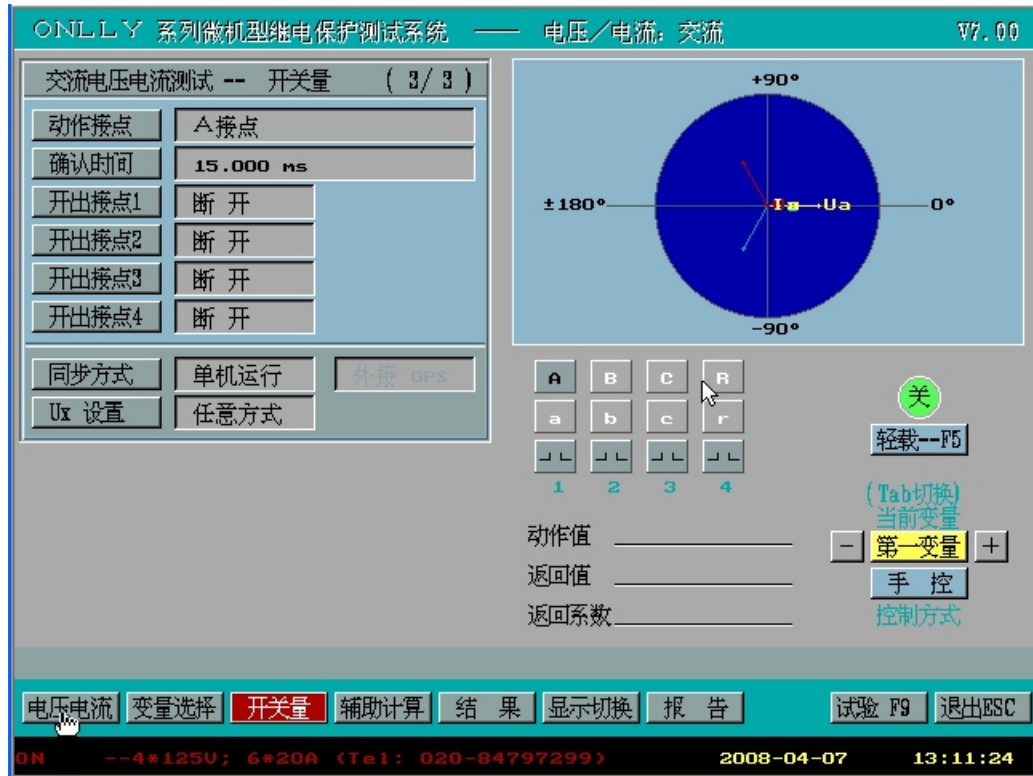 ONLLY 系列微机型继电保护测试系统 —— 电压/电流: 交流 V7.00
交流电压电流测试 -- 开关量 ( 3/ 3 )
动作接点 A接点
确认时间 15.000 ms
开出接点1 断 开
开出接点2 断 开
开出接点3 断 开
开出接点4 断 开
同步方式 单机运行 外接 GPS
Ux 设置 任意方式
+90°
±180° Ua 0°
-90°
A B C R
a b c r
1 2 3 4
关
轻载--F5
(Tab切换)
当前变量
- 第一变量 +
手 控
控制方式
动作值
返回值
返回系数
电压电流 变量选择 开关量 辅助计算 结 果 显示切换 报 告 试验 F9 退出ESC
ON --4*125V; 6*20A (Tel: 020-84797299) 2008-04-07 13:11:24